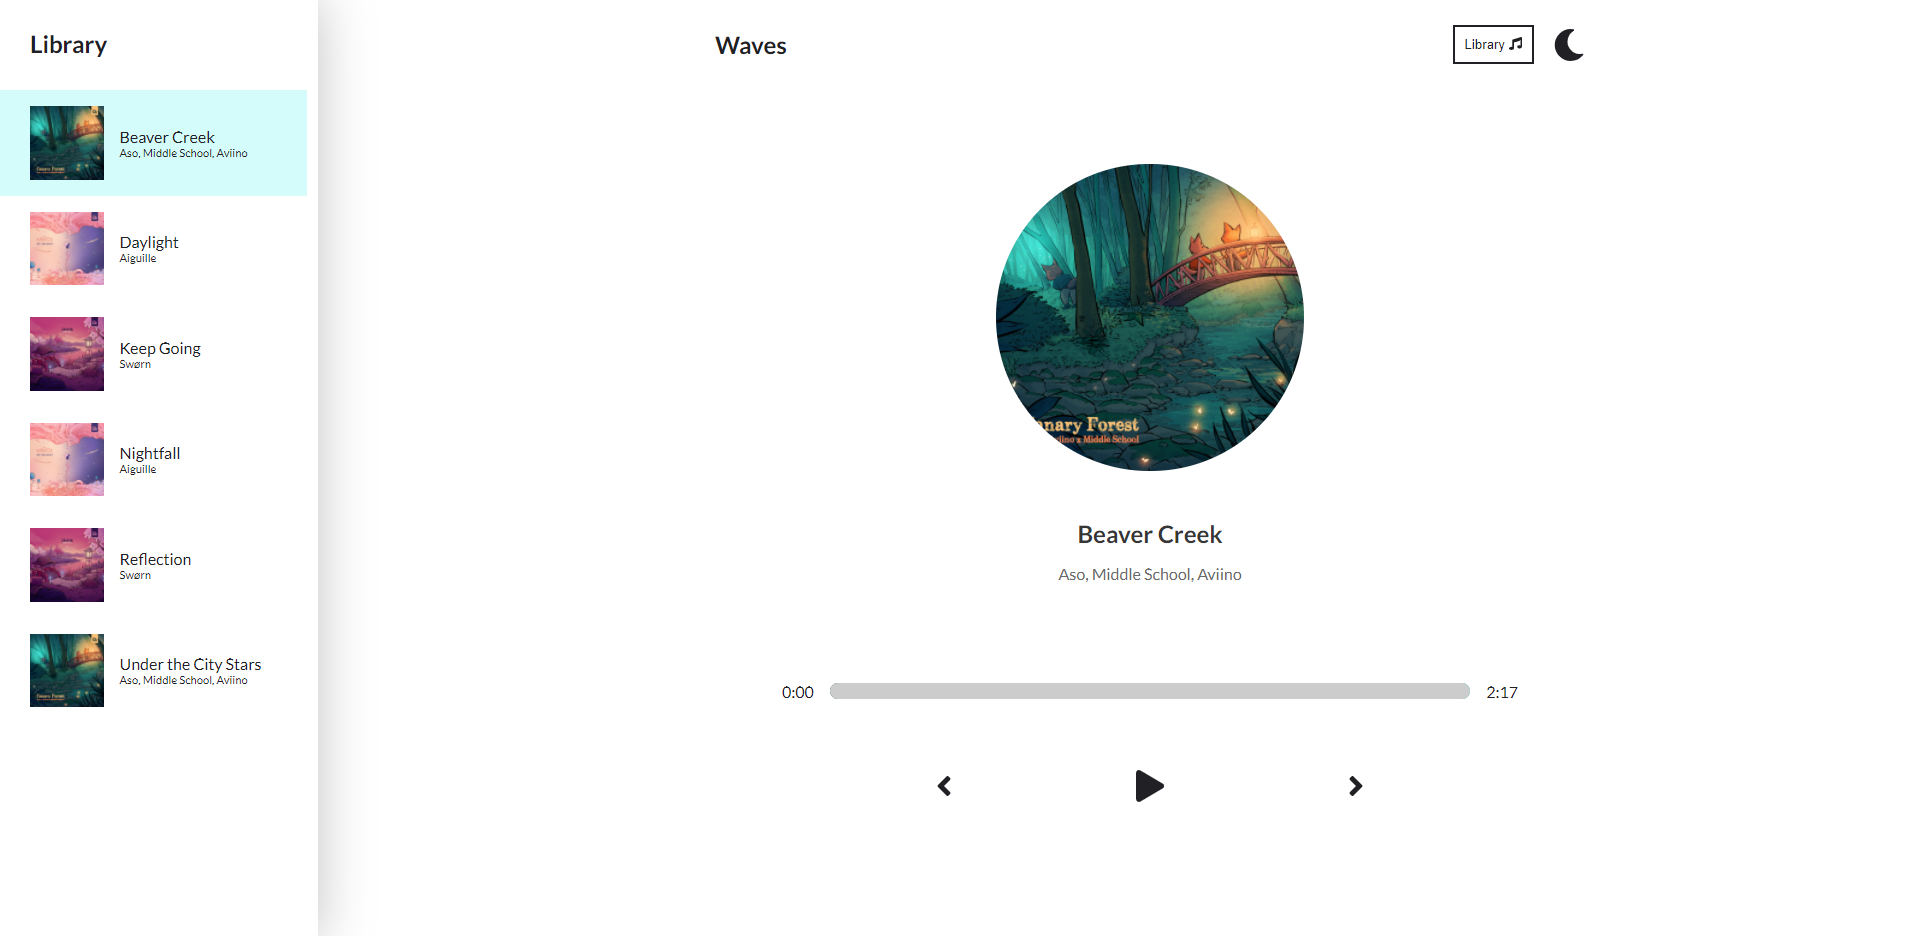 Library
Beaver Creek
Aso, Middle School, Aviino
Daylight
Aiguille
Keep Going
Swørn
Nightfall
Aiguille
Reflection
Swørn
Under the City Stars
Aso, Middle School, Aviino
Waves
Library
nary Forest
x Middle School
Beaver Creek
Aso, Middle School, Aviino
0:00
2:17